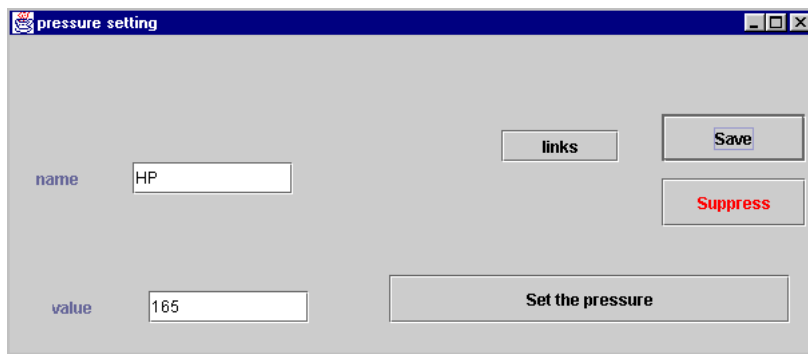 pressure setting
links
Save
name
HP
Suppress
value
165
Set the pressure